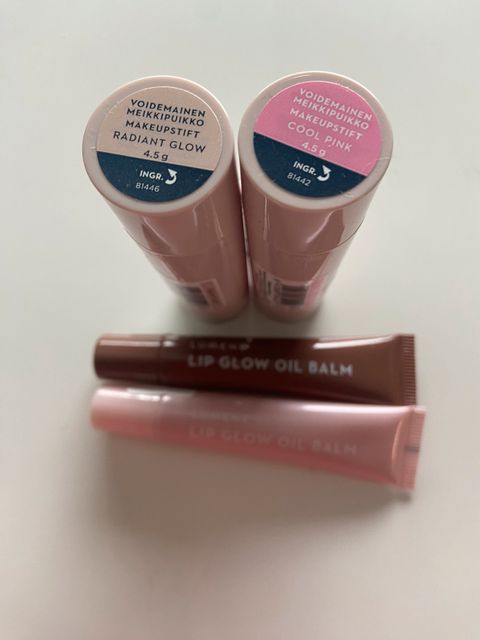 VOIDEMAINEN
MEIKKIPUIKKO
MAKEUPSTIFT
RADIANT GLOW
4,5 g
INGR.
81446
VOIDEMAINEN
MEIKKIPUIKKO
MAKEUPSTIFT
COOL PINK
4,5 g
INGR.
81442
LUMENE
LIP GLOW OIL BALM
LUMENE
LIP GLOW OIL BALM